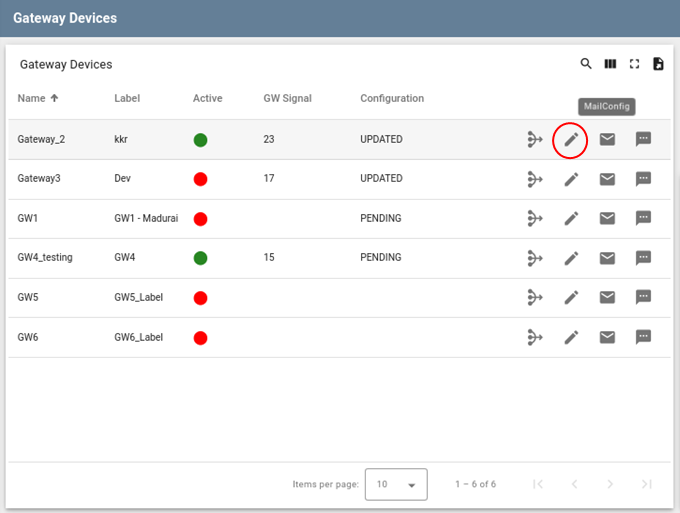 Gateway Devices
Gateway Devices
Name Label Active GW Signal Configuration
MailConfig
Gateway_2 kkr 23 UPDATED
Gateway3 Dev 17 UPDATED
GW1 GW1 - Madurai PENDING
GW4_testing GW4 15 PENDING
GW5 GW5_Label
GW6 GW6_Label
Items per page: 10 1 – 6 of 6